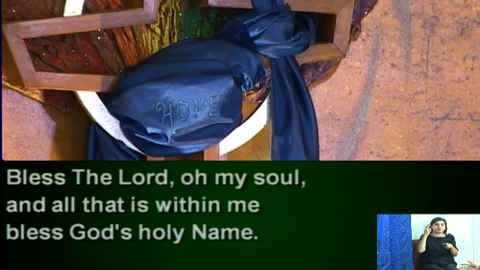 HOPE
Bless The Lord, oh my soul,
and all that is within me
bless God's holy Name.